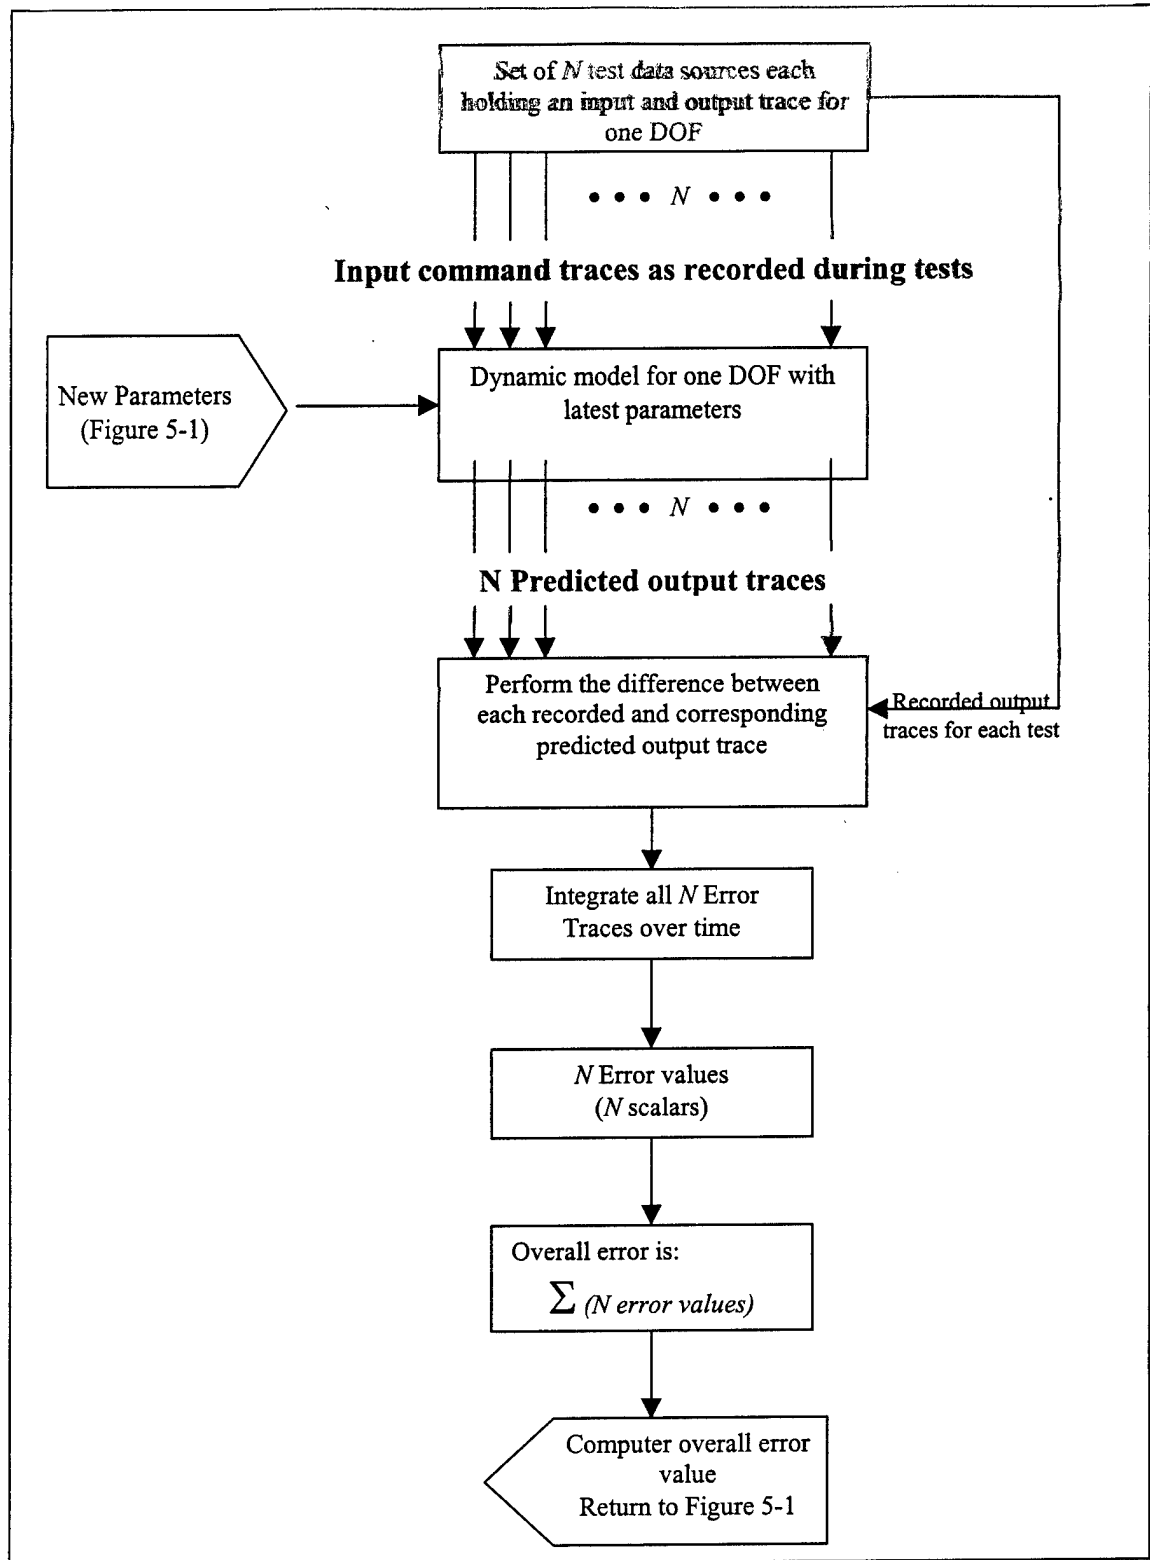 Set of N test data sources each
holding an input and output trace for
one DOF
• • • N • • •
Input command traces as recorded during tests
New Parameters
(Figure 5-1)
Dynamic model for one DOF with
latest parameters
• • • N • • •
N Predicted output traces
Perform the difference between
each recorded and corresponding
predicted output trace
Recorded output
traces for each test
Integrate all N Error
Traces over time
N Error values
(N scalars)
Overall error is:
∑ (N error values)
Computer overall error
value
Return to Figure 5-1